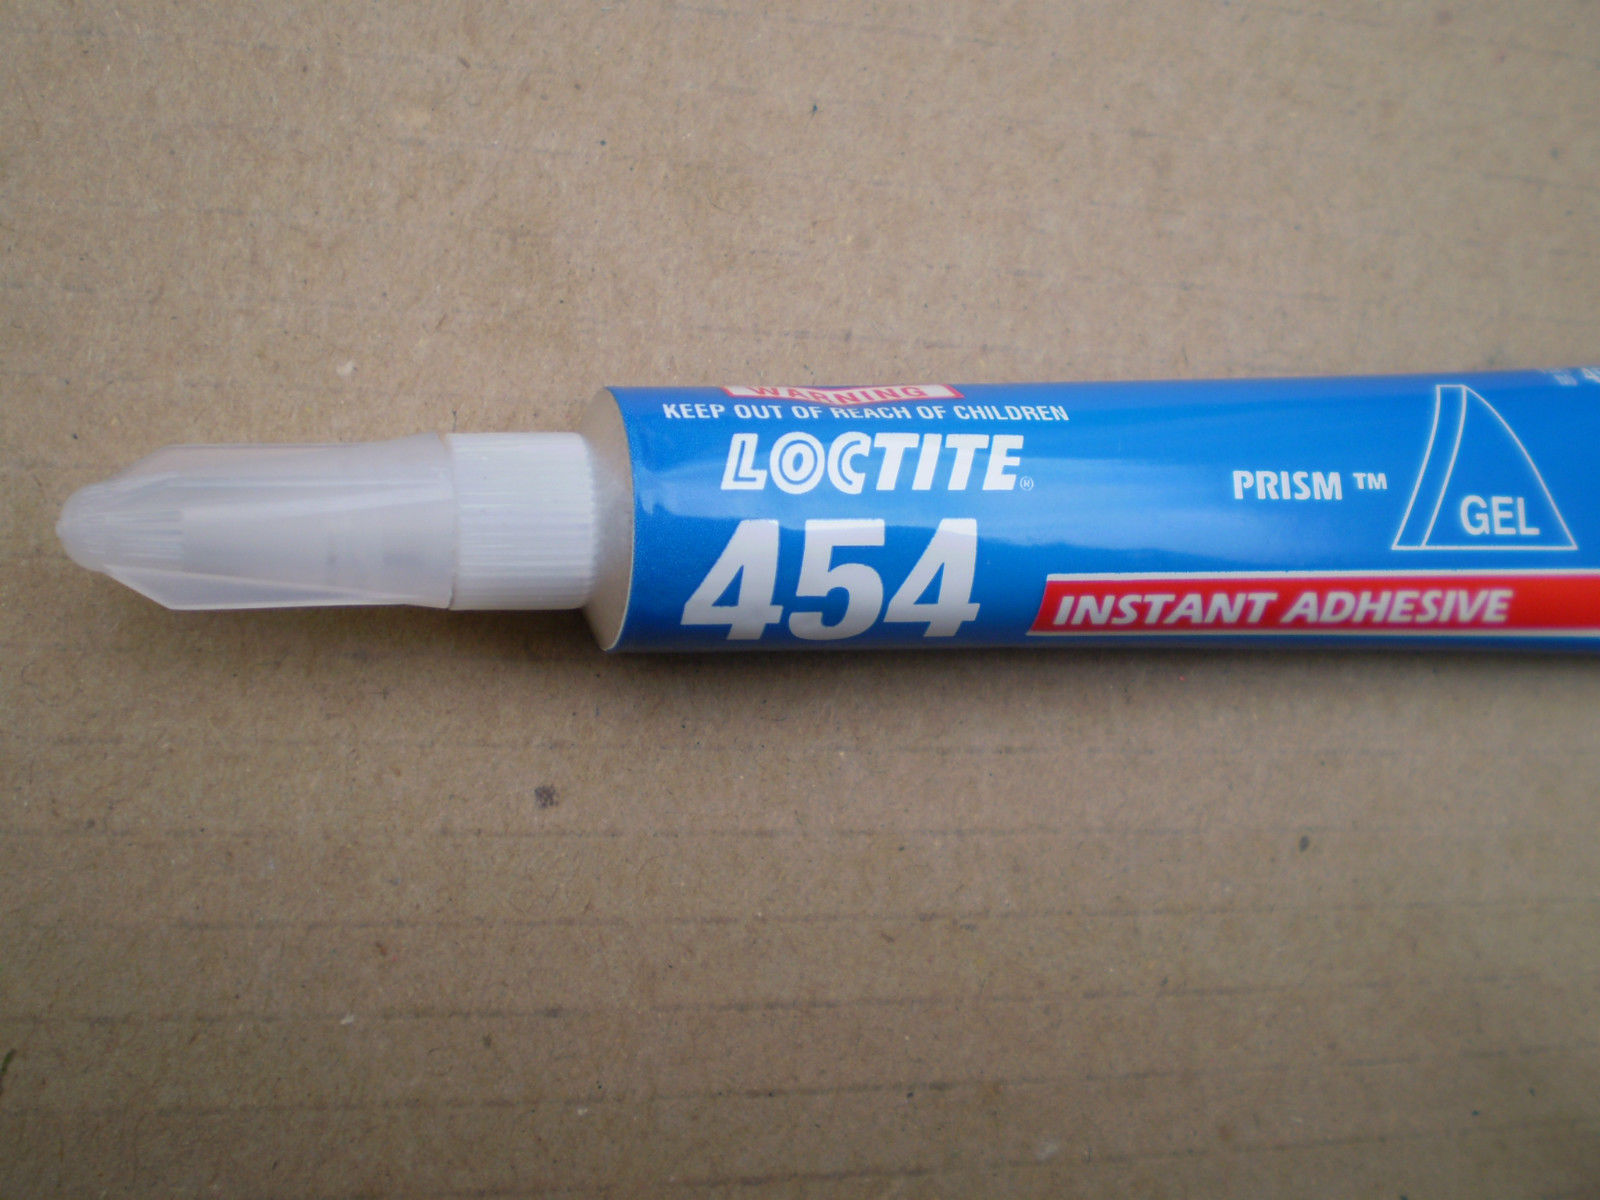 WARNING
KEEP OUT OF REACH OF CHILDREN
LOCTITE®
454
PRISM ™
GEL
INSTANT ADHESIVE